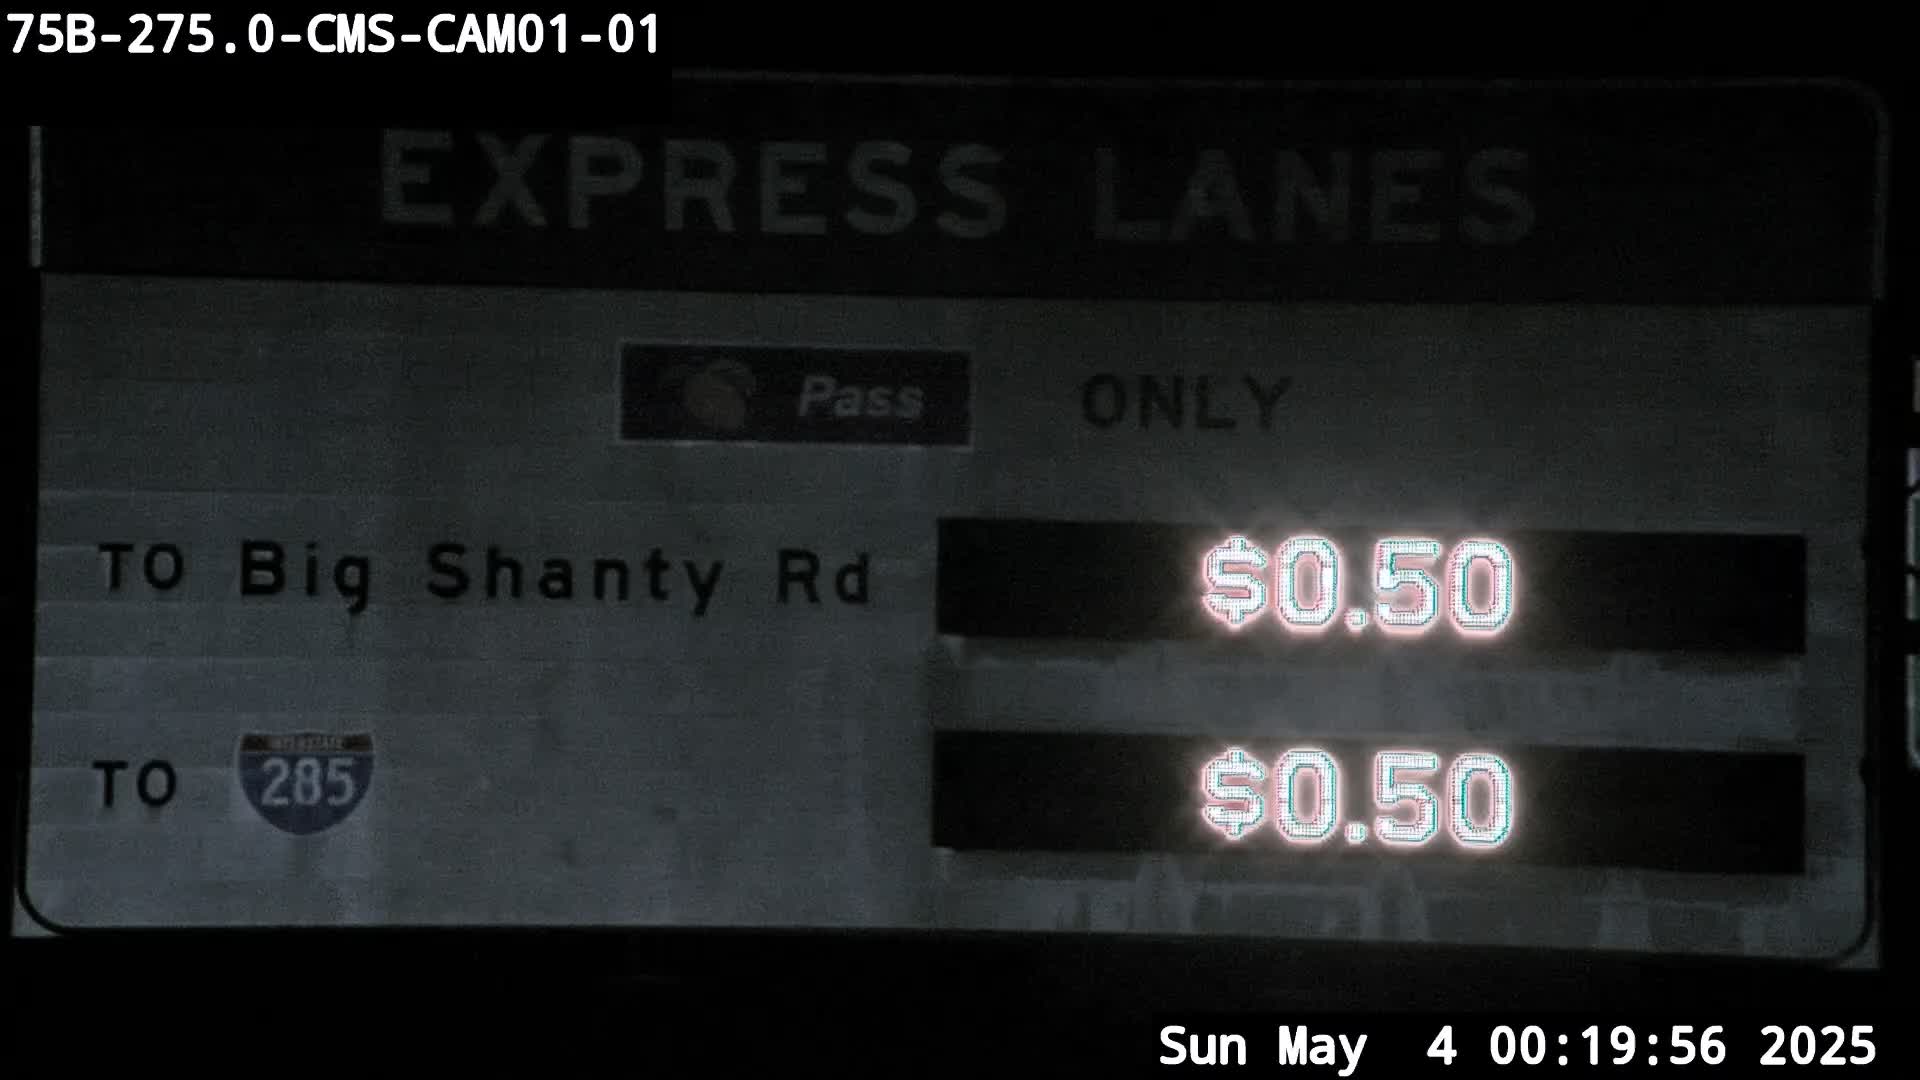 75B-275.0-CMS-CAM01-01
EXPRESS LANES
Pass ONLY
TO Big Shanty Rd $0.50
INTERSTATE
TO 285 $0.50
Sun May 4 00:19:56 2025